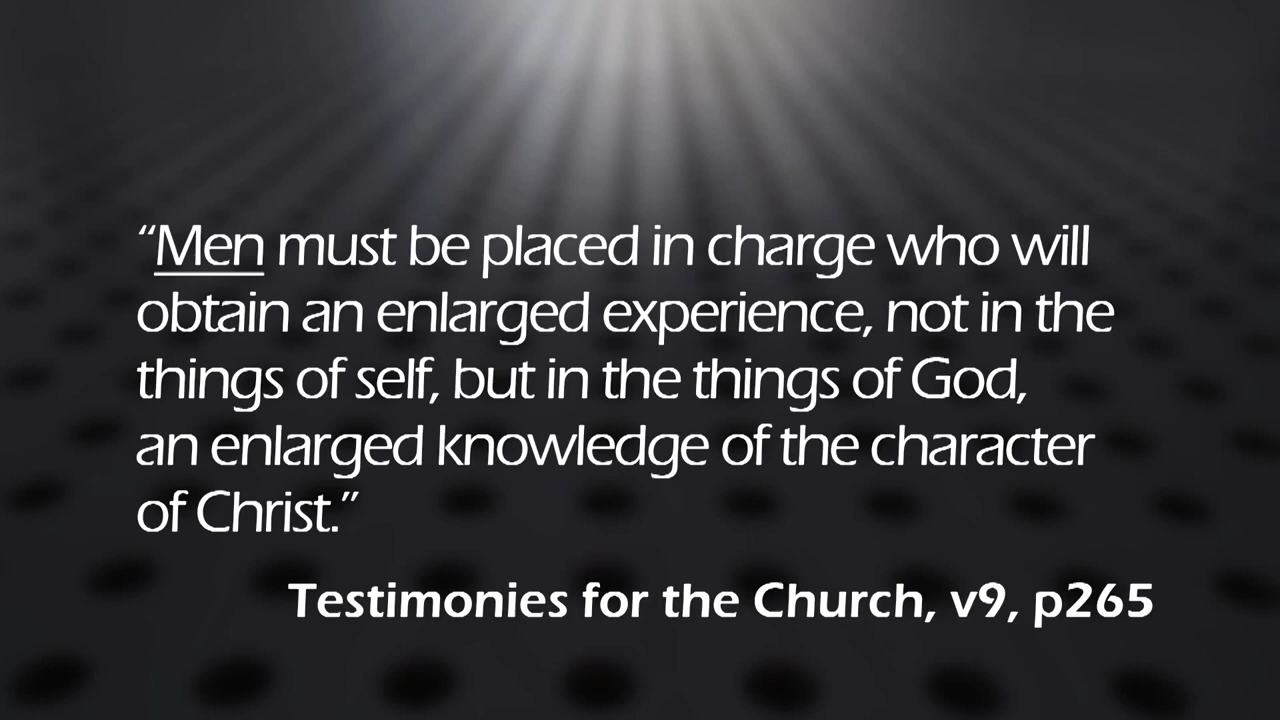 “Men must be placed in charge who will
obtain an enlarged experience, not in the
things of self, but in the things of God,
an enlarged knowledge of the character
of Christ.”
Testimonies for the Church, v9, p265